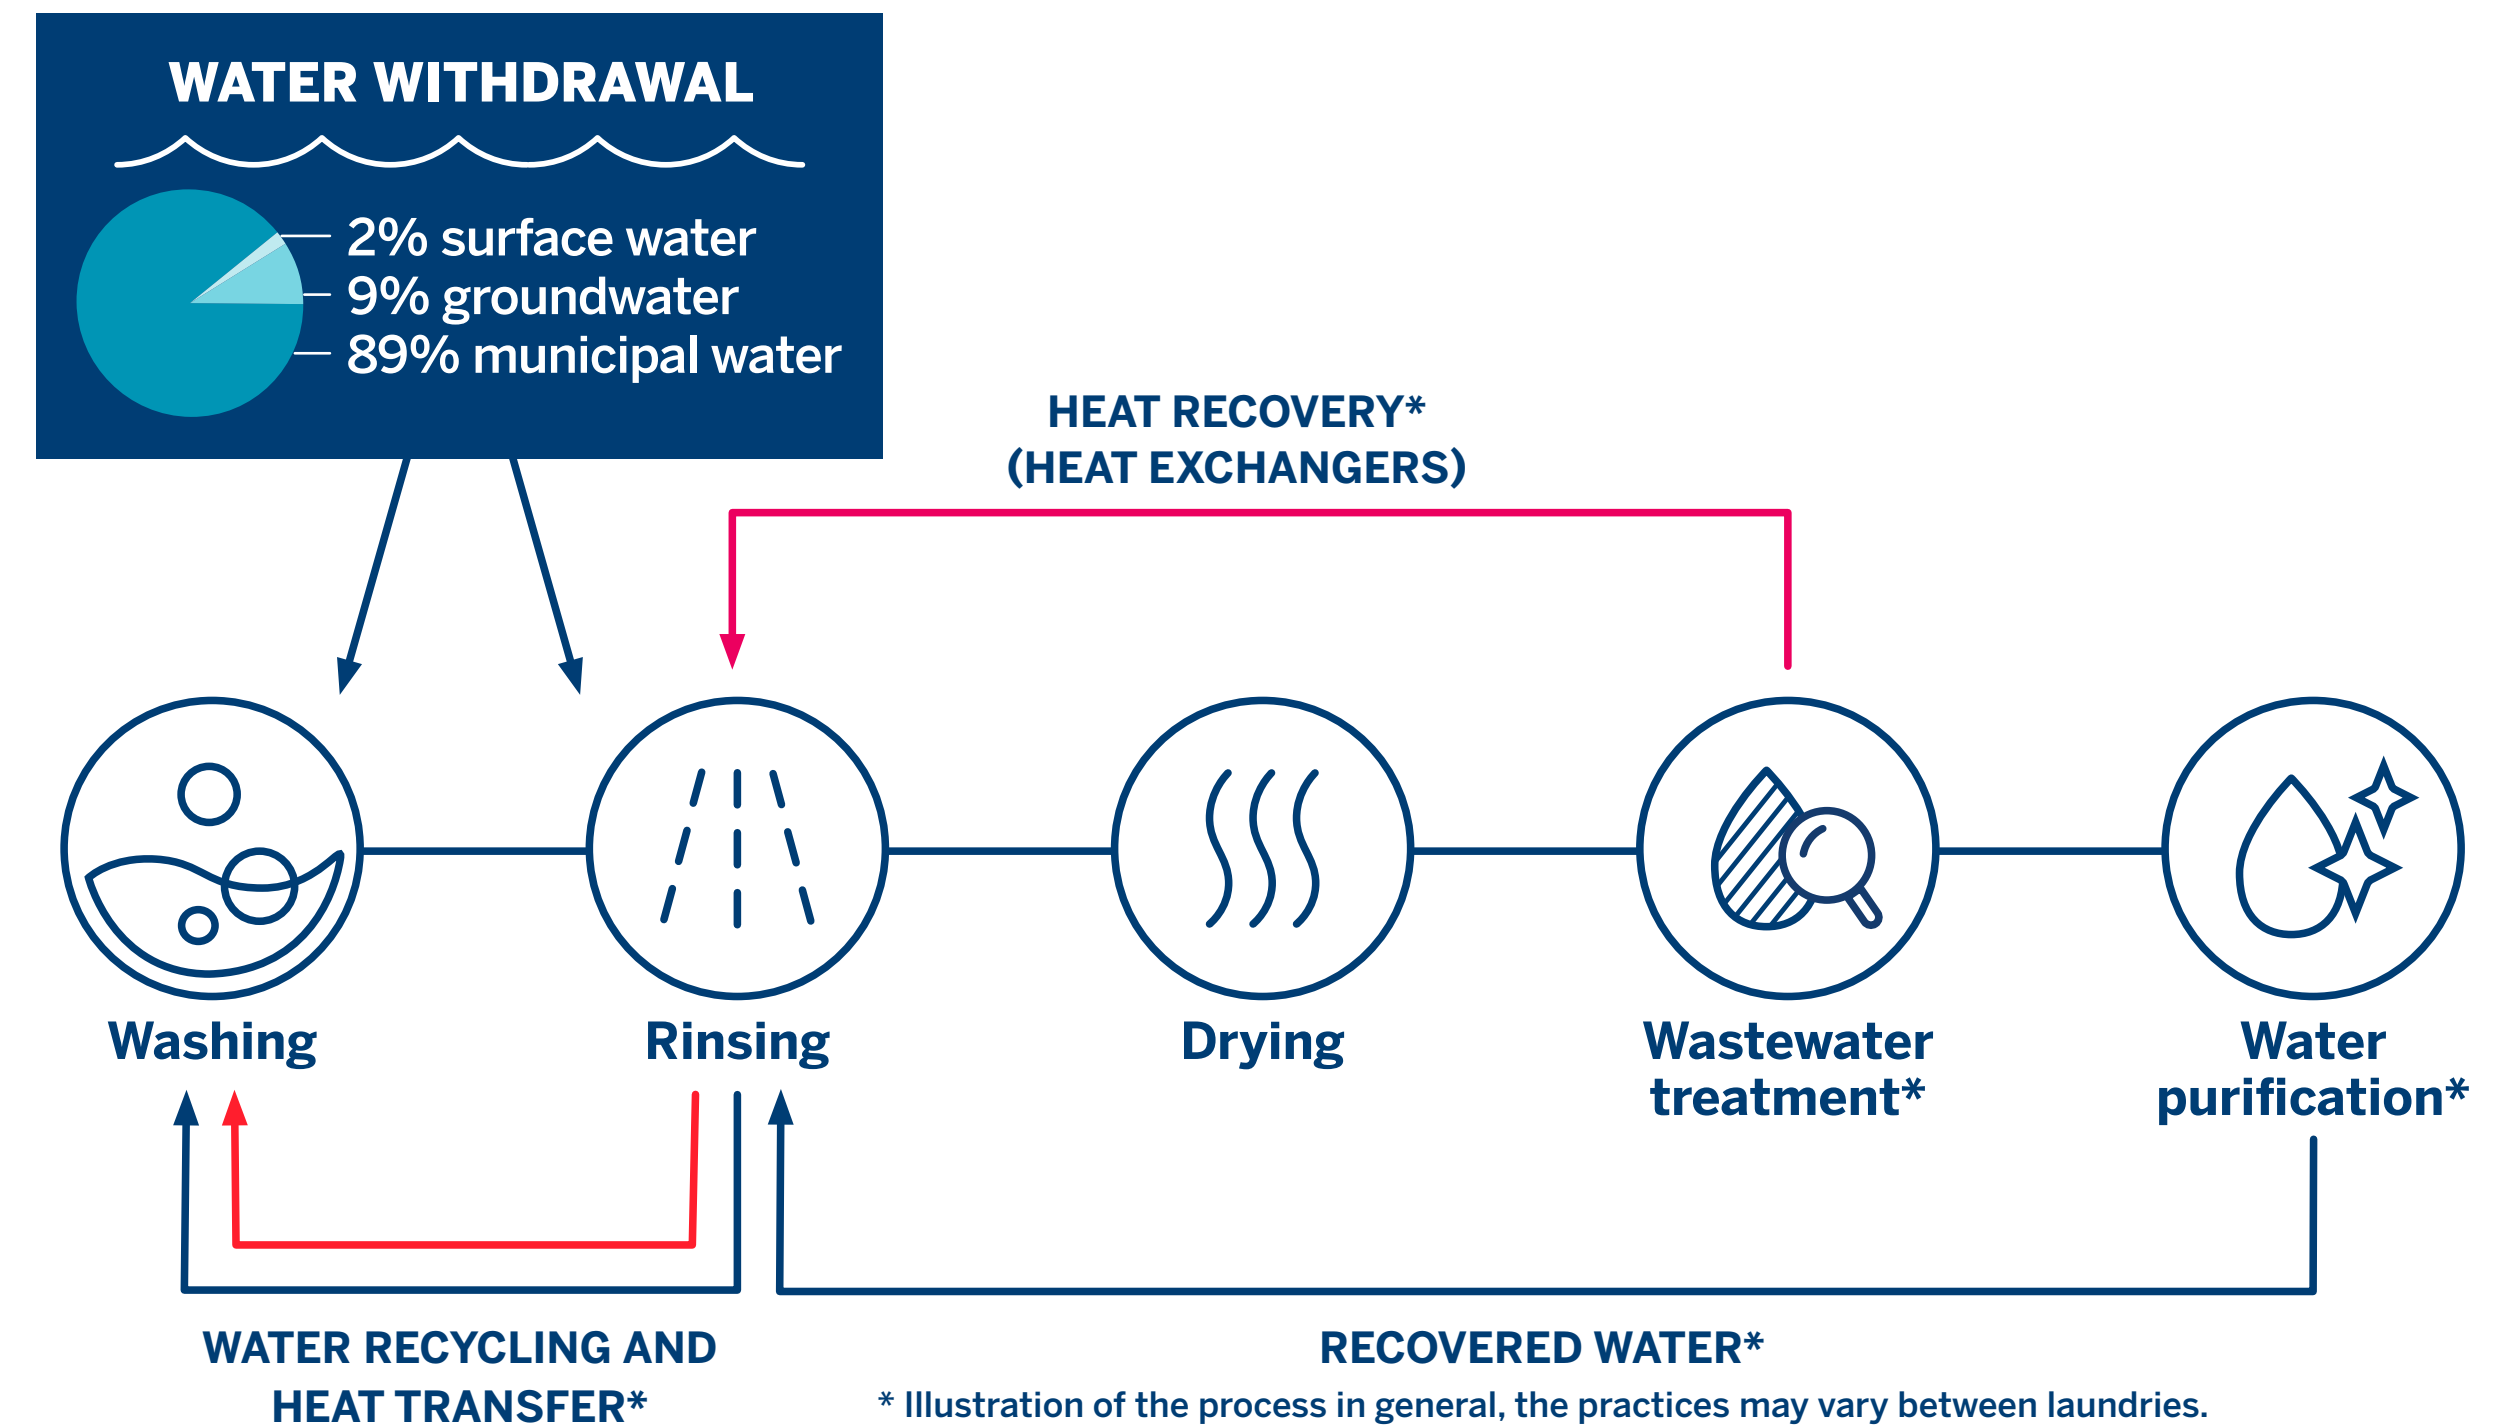 WATER WITHDRAWAL
2% surface water
9% groundwater
89% municipal water
HEAT RECOVERY*
(HEAT EXCHANGERS)
Washing
Rinsing
Drying
Wastewater
treatment*
Water
purification*
WATER RECYCLING AND
HEAT TRANSFER*
RECOVERED WATER*
* Illustration of the process in general, the practices may vary between laundries.